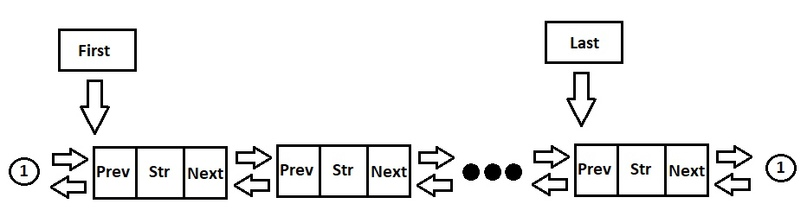 First
Last
1 Prev Str Next Prev Str Next Prev Str Next 1